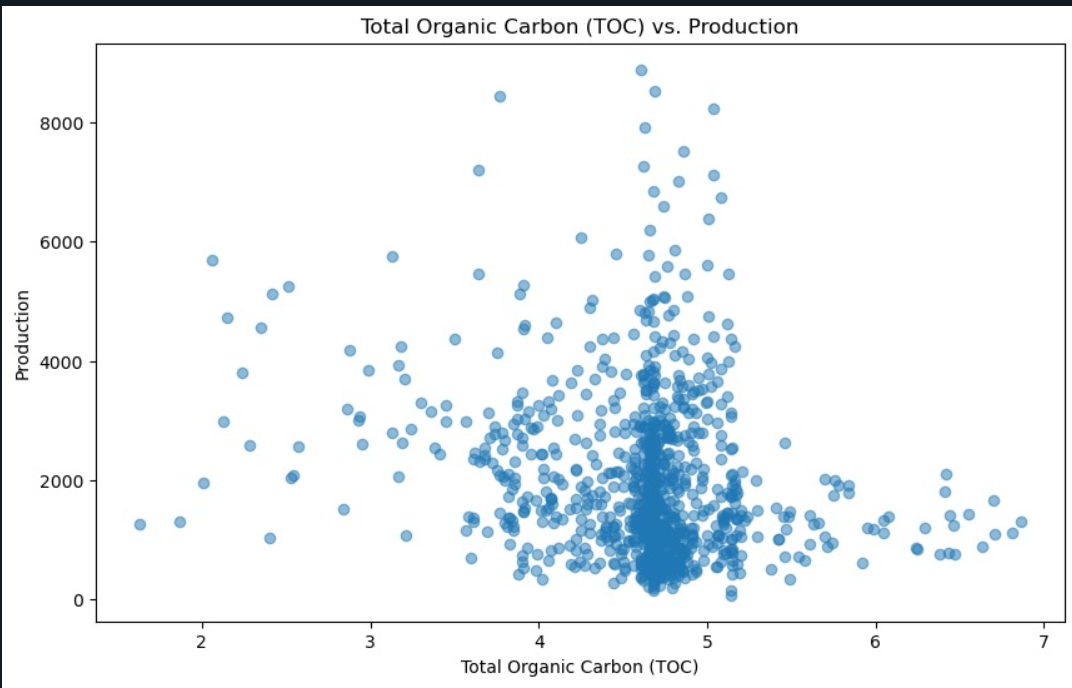 Total Organic Carbon (TOC) vs. Production
Production
8000
6000
4000
2000
0
2 3 4 5 6 7
Total Organic Carbon (TOC)